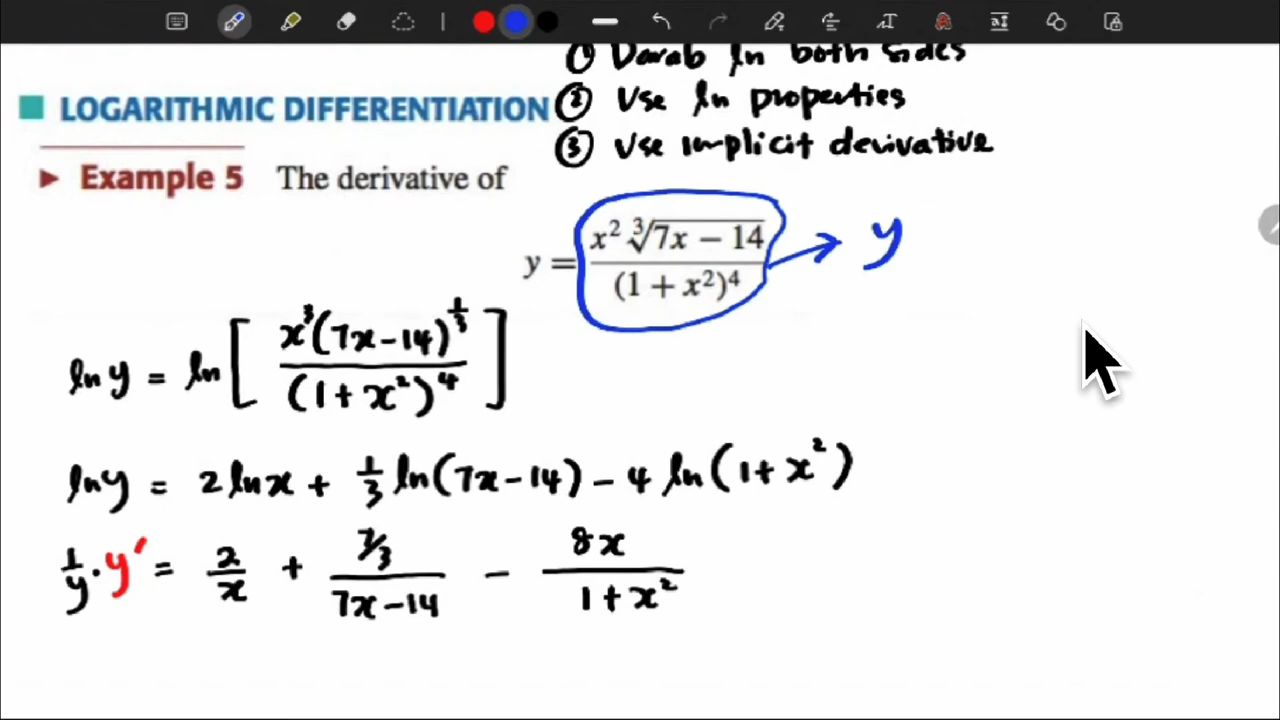 ① Darab ln in both sides
LOGARITHMIC DIFFERENTIATION
② Use ln properties
③ Use implicit derivative
► Example 5 The derivative of
y = x² ∛(7x − 14) / (1 + x²)⁴ → y
ln y = ln [ x³(7x − 14)^(1/3) / (1 + x²)⁴ ]
ln y = 2 ln x + 1/3 ln(7x − 14) − 4 ln(1 + x²)
1/y · y' = 2/x + (7/3)/(7x − 14) − 8x/(1 + x²)